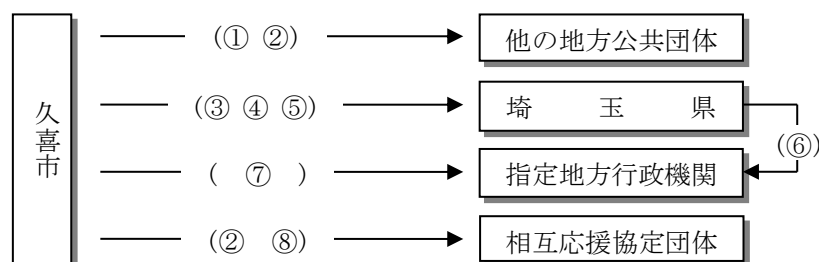 久喜市
(① ②)
他の地方公共団体
(③ ④ ⑤)
埼玉県
(⑥)
( ⑦ )
指定地方行政機関
(② ⑧)
相互応援協定団体